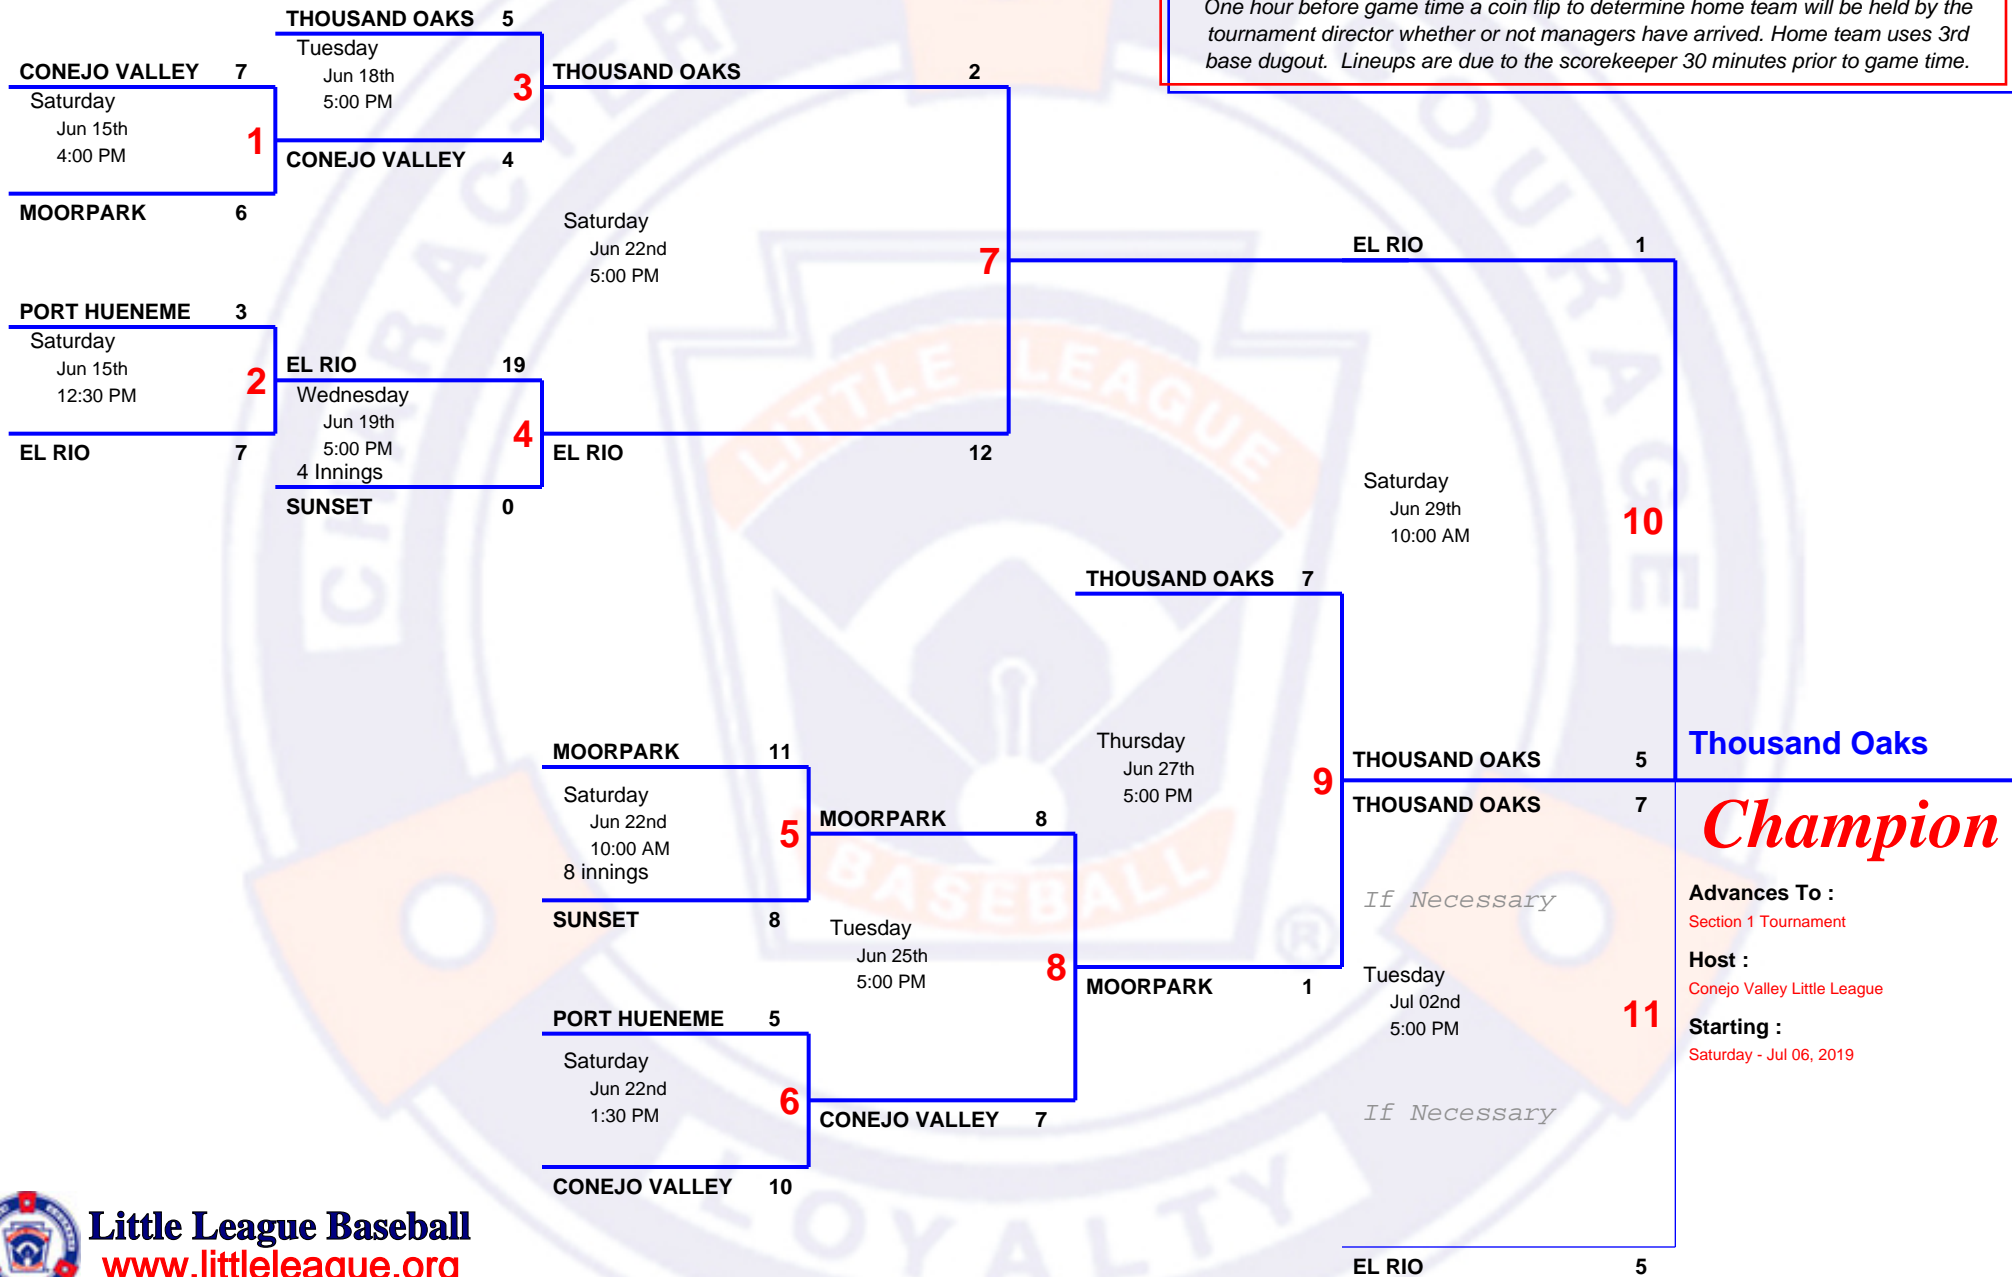 One hour before game time a coin flip to determine home team will be held by the
tournament director whether or not managers have arrived. Home team uses 3rd
base dugout. Lineups are due to the scorekeeper 30 minutes prior to game time.
THOUSAND OAKS 5
Tuesday
Jun 18th
5:00 PM
3
CONEJO VALLEY 4
CONEJO VALLEY 7
Saturday
Jun 15th
4:00 PM
1
MOORPARK 6
THOUSAND OAKS 2
Saturday
Jun 22nd
5:00 PM
7
EL RIO 12
PORT HUENEME 3
Saturday
Jun 15th
12:30 PM
2
EL RIO 7
EL RIO 19
Wednesday
Jun 19th
5:00 PM
4 Innings
4
SUNSET 0
EL RIO 1
Saturday
Jun 29th
10:00 AM
10
THOUSAND OAKS 5
THOUSAND OAKS 7
Thursday
Jun 27th
5:00 PM
9
MOORPARK 1
MOORPARK 11
Saturday
Jun 22nd
10:00 AM
8 innings
5
SUNSET 8
MOORPARK 8
Tuesday
Jun 25th
5:00 PM
8
CONEJO VALLEY 7
PORT HUENEME 5
Saturday
Jun 22nd
1:30 PM
6
CONEJO VALLEY 10
THOUSAND OAKS 7
If Necessary
Tuesday
Jul 02nd
5:00 PM
11
If Necessary
EL RIO 5
Thousand Oaks
Champion
Advances To :
Section 1 Tournament
Host :
Conejo Valley Little League
Starting :
Saturday - Jul 06, 2019
CHARACTER
COURAGE
LOYALTY
LITTLE LEAGUE
BASEBALL
®
Little League Baseball
www.littleleague.org